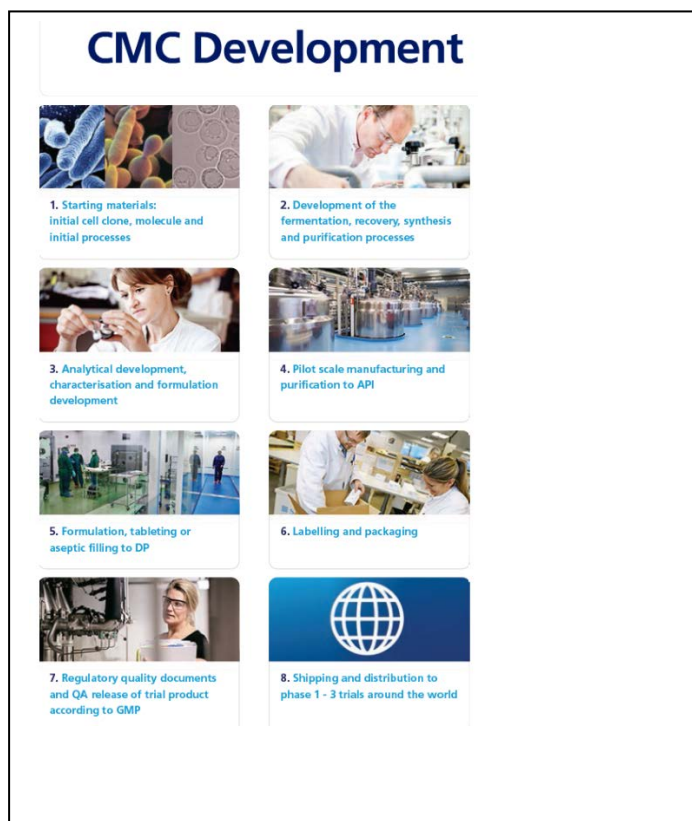 CMC Development
1. Starting materials:
initial cell clone, molecule and
initial processes
2. Development of the
fermentation, recovery, synthesis
and purification processes
3. Analytical development,
characterisation and formulation
development
4. Pilot scale manufacturing and
purification to API
5. Formulation, tableting or
aseptic filling to DP
6. Labelling and packaging
7. Regulatory quality documents
and QA release of trial product
according to GMP
8. Shipping and distribution to
phase 1 - 3 trials around the world